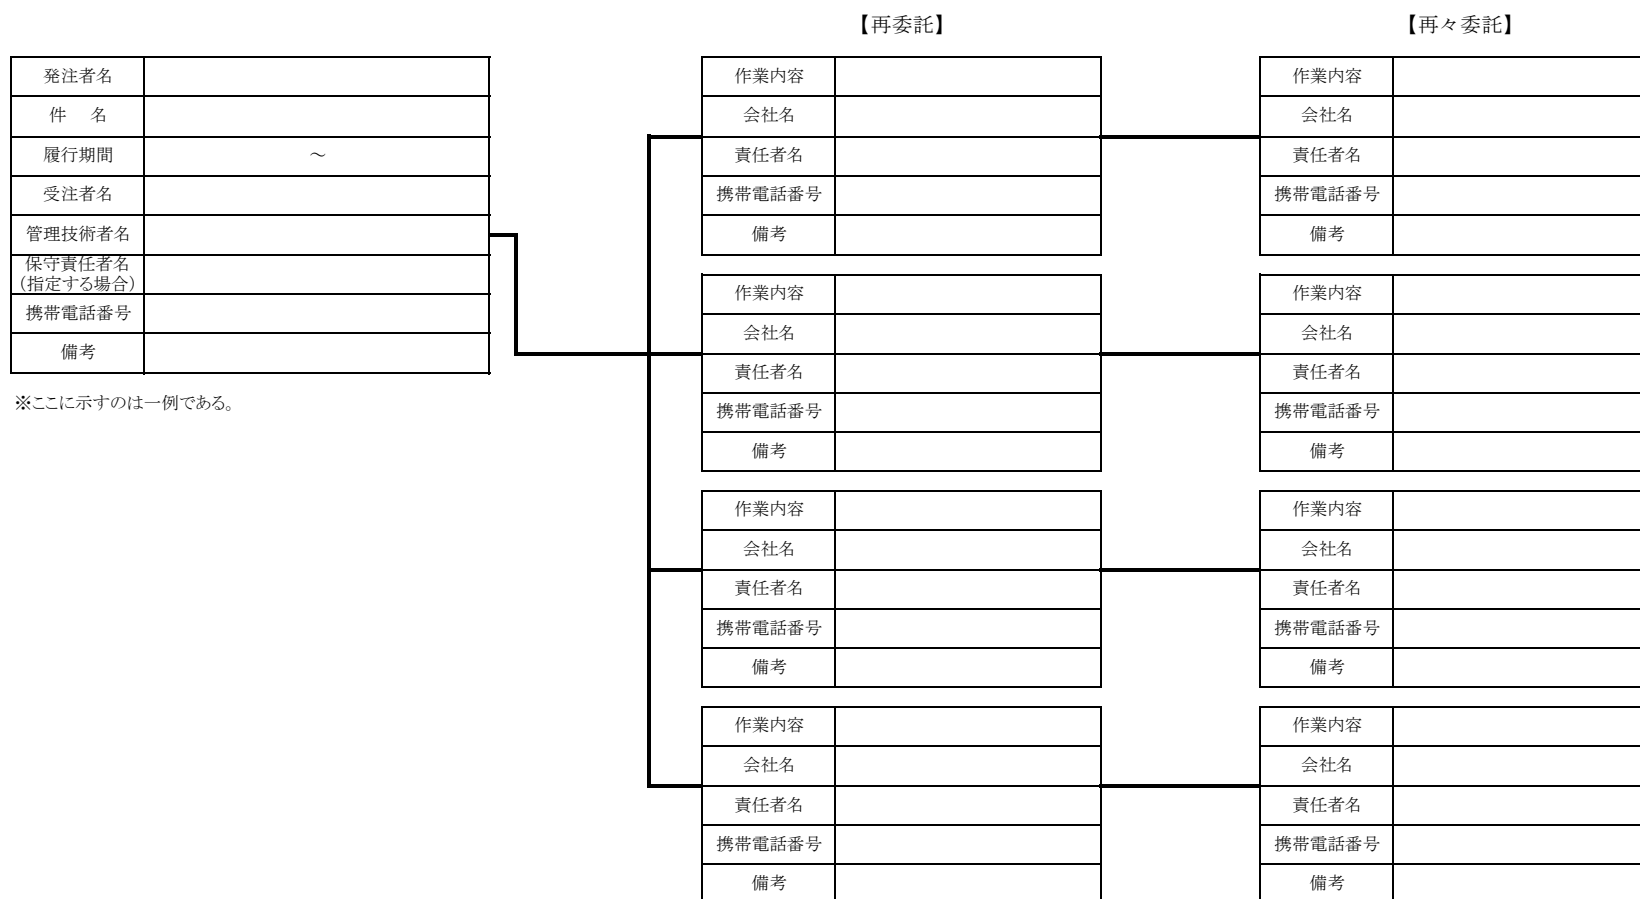 【再委託】
【再々委託】
発注者名
件　名
履行期間
～
受注者名
管理技術者名
保守責任者名
（指定する場合）
携帯電話番号
備考
※ここに示すのは一例である。
作業内容
会社名
責任者名
携帯電話番号
備考
作業内容
会社名
責任者名
携帯電話番号
備考
作業内容
会社名
責任者名
携帯電話番号
備考
作業内容
会社名
責任者名
携帯電話番号
備考
作業内容
会社名
責任者名
携帯電話番号
備考
作業内容
会社名
責任者名
携帯電話番号
備考
作業内容
会社名
責任者名
携帯電話番号
備考
作業内容
会社名
責任者名
携帯電話番号
備考